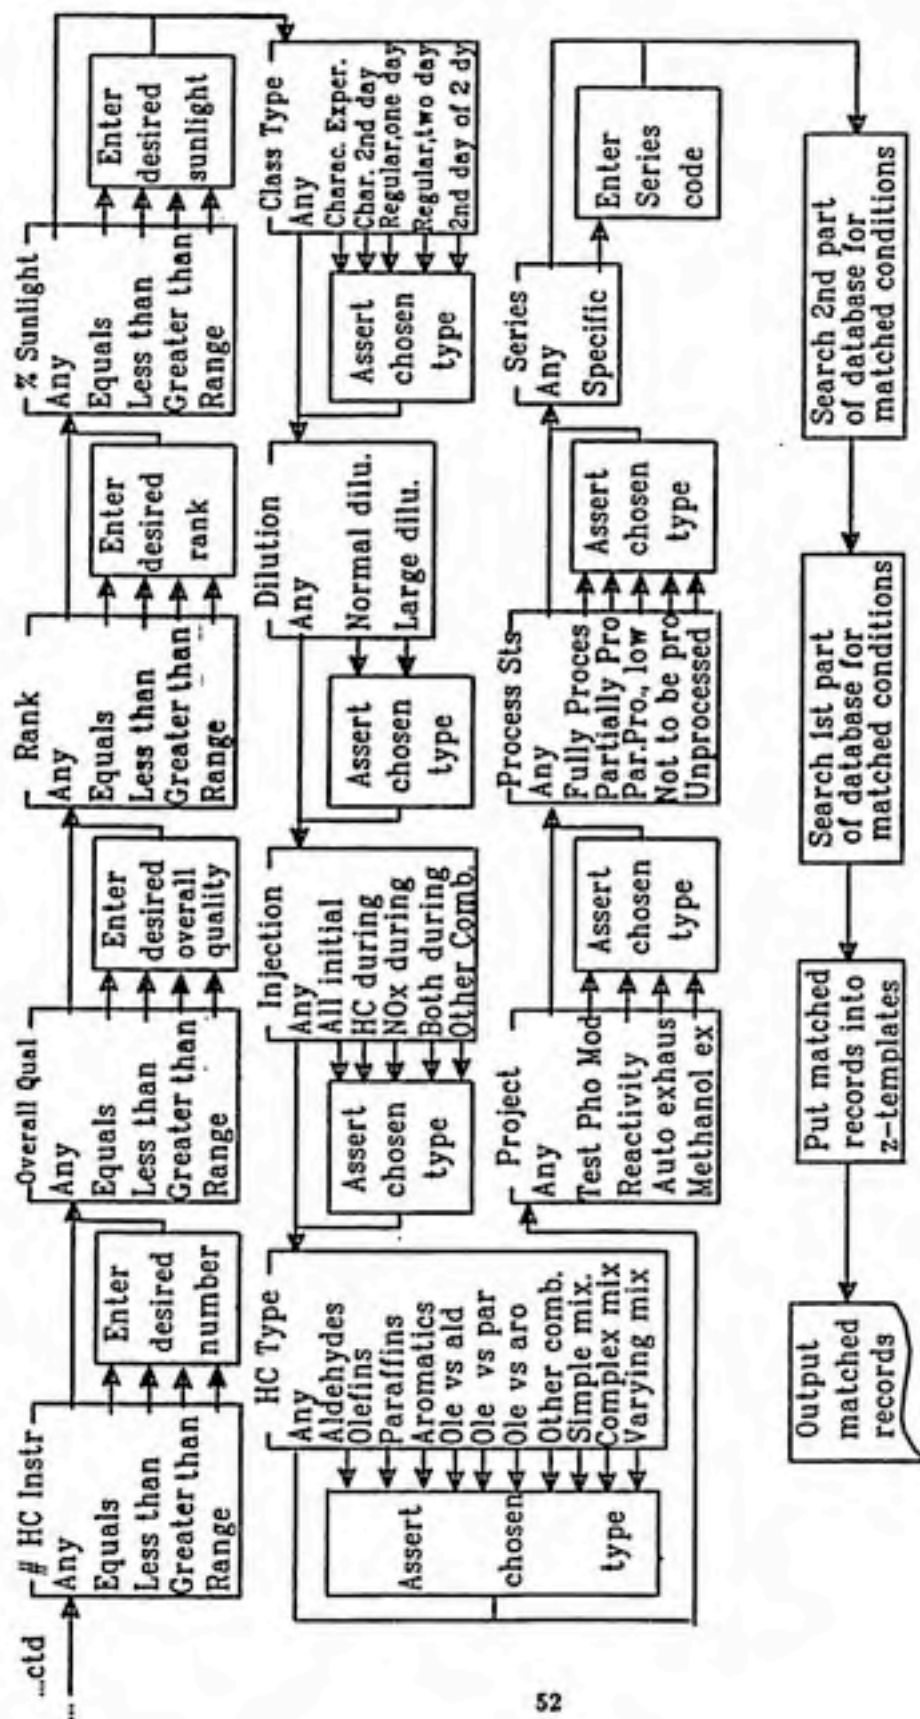 ...ctd
...
# HC Instr
Any
Equals
Less than
Greater than
Range
Enter
desired
number
Overall Qual
Any
Equals
Less than
Greater than
Range
Enter
desired
overall
quality
Rank
Any
Equals
Less than
Greater than
Range
Enter
desired
rank
% Sunlight
Any
Equals
Less than
Greater than
Range
Enter
desired
sunlight
Class Type
Any
Charac. Exper.
Char. 2nd day
Regular,one day
Regular,two day
2nd day of 2 dy
Assert
chosen
type
Dilution
Any
Normal dilu.
Large dilu.
Assert
chosen
type
Injection
Any
All initial
HC during
NOx during
Both during
Other Comb.
Assert
chosen
type
HC Type
Any
Aldehydes
Olefins
Paraffins
Aromatics
Ole vs ald
Ole vs par
Ole vs aro
Other comb.
Simple mix.
Complex mix
Varying mix
Assert
chosen
type
Project
Any
Test Pho Mod
Reactivity
Auto exhaus
Methanol ex
Assert
chosen
type
Process Sts
Any
Fully Proces
Partially Pro
Par.Pro., low
Not to be pro
Unprocessed
Assert
chosen
type
Series
Any
Specific
Enter
Series
code
Search 2nd part
of database for
matched conditions
Search 1st part
of database for
matched conditions
Put matched
records into
z-templates
Output
matched
records
52